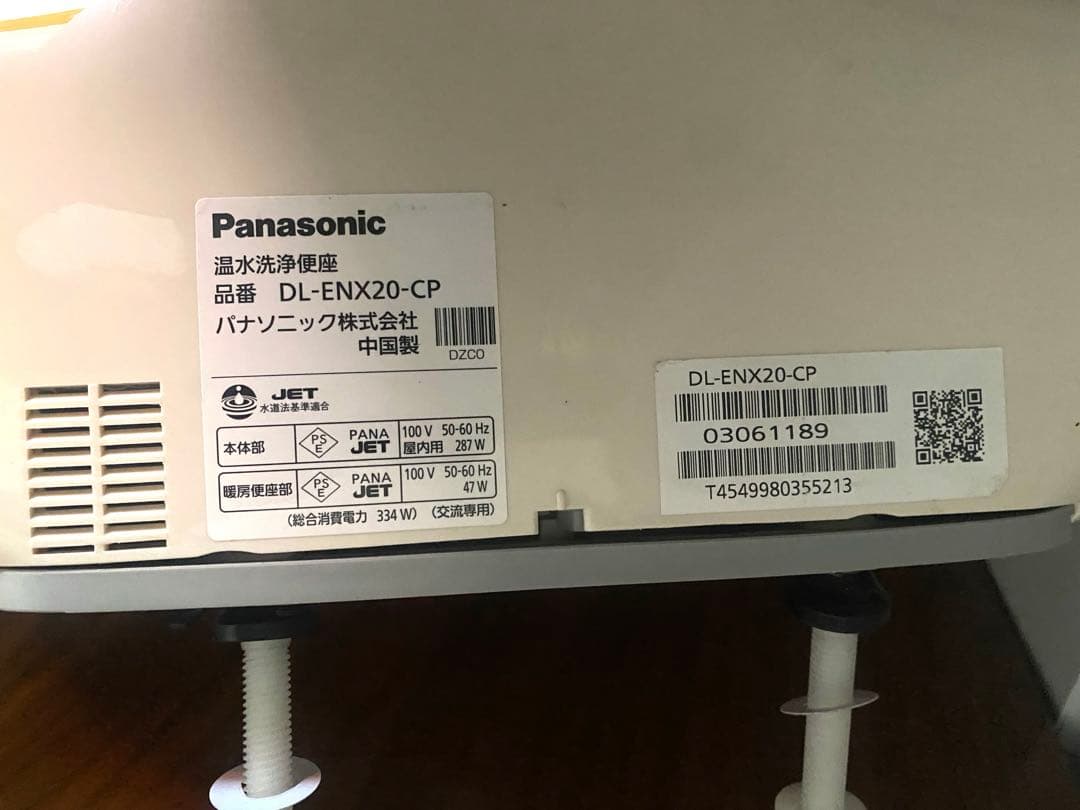 Panasonic
温水洗浄便座
品番 DL-ENX20-CP
パナソニック株式会社
中国製
DZC0
JET
水道法基準適合
本体部 PSE PANA JET 100 V 50-60 Hz 屋内用 287 W
暖房便座部 PSE PANA JET 100 V 50-60 Hz 47 W
(総合消費電力 334 W) (交流専用)
DL-ENX20-CP
03061189
T4549980355213